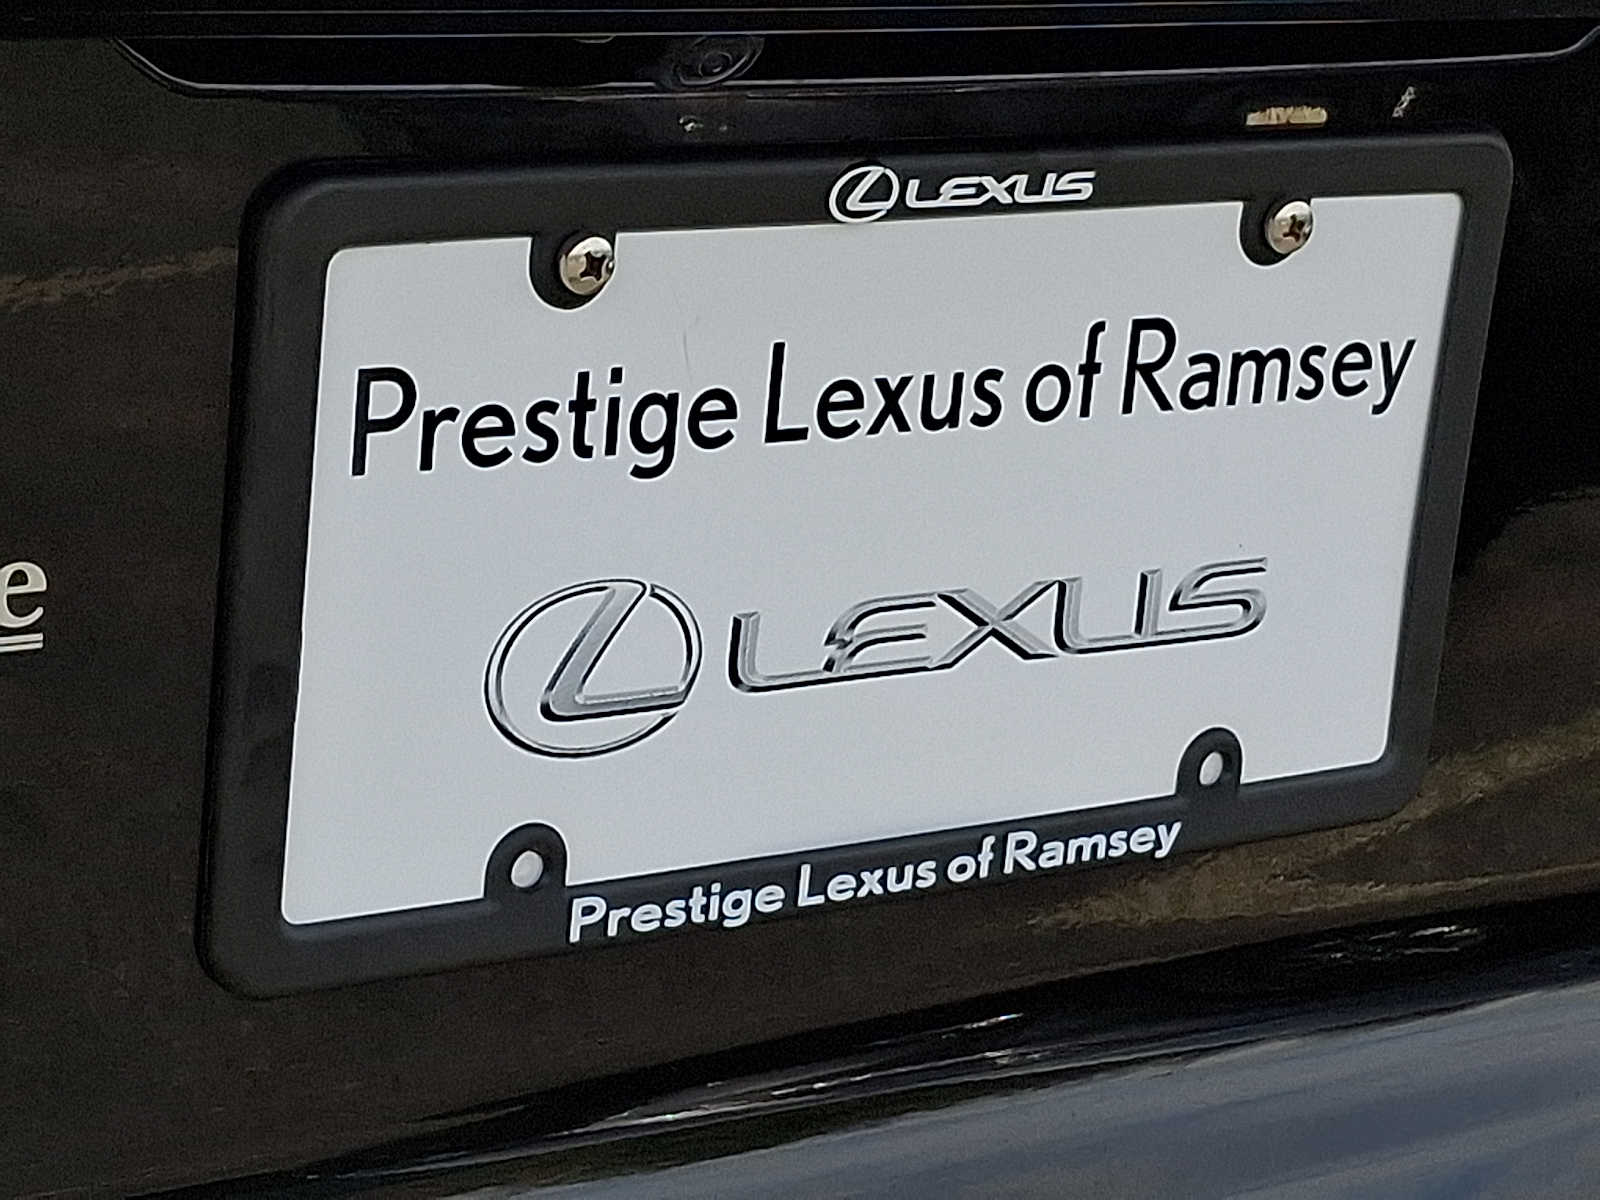 LEXUS
Prestige Lexus of Ramsey
LEXUS
Prestige Lexus of Ramsey
e